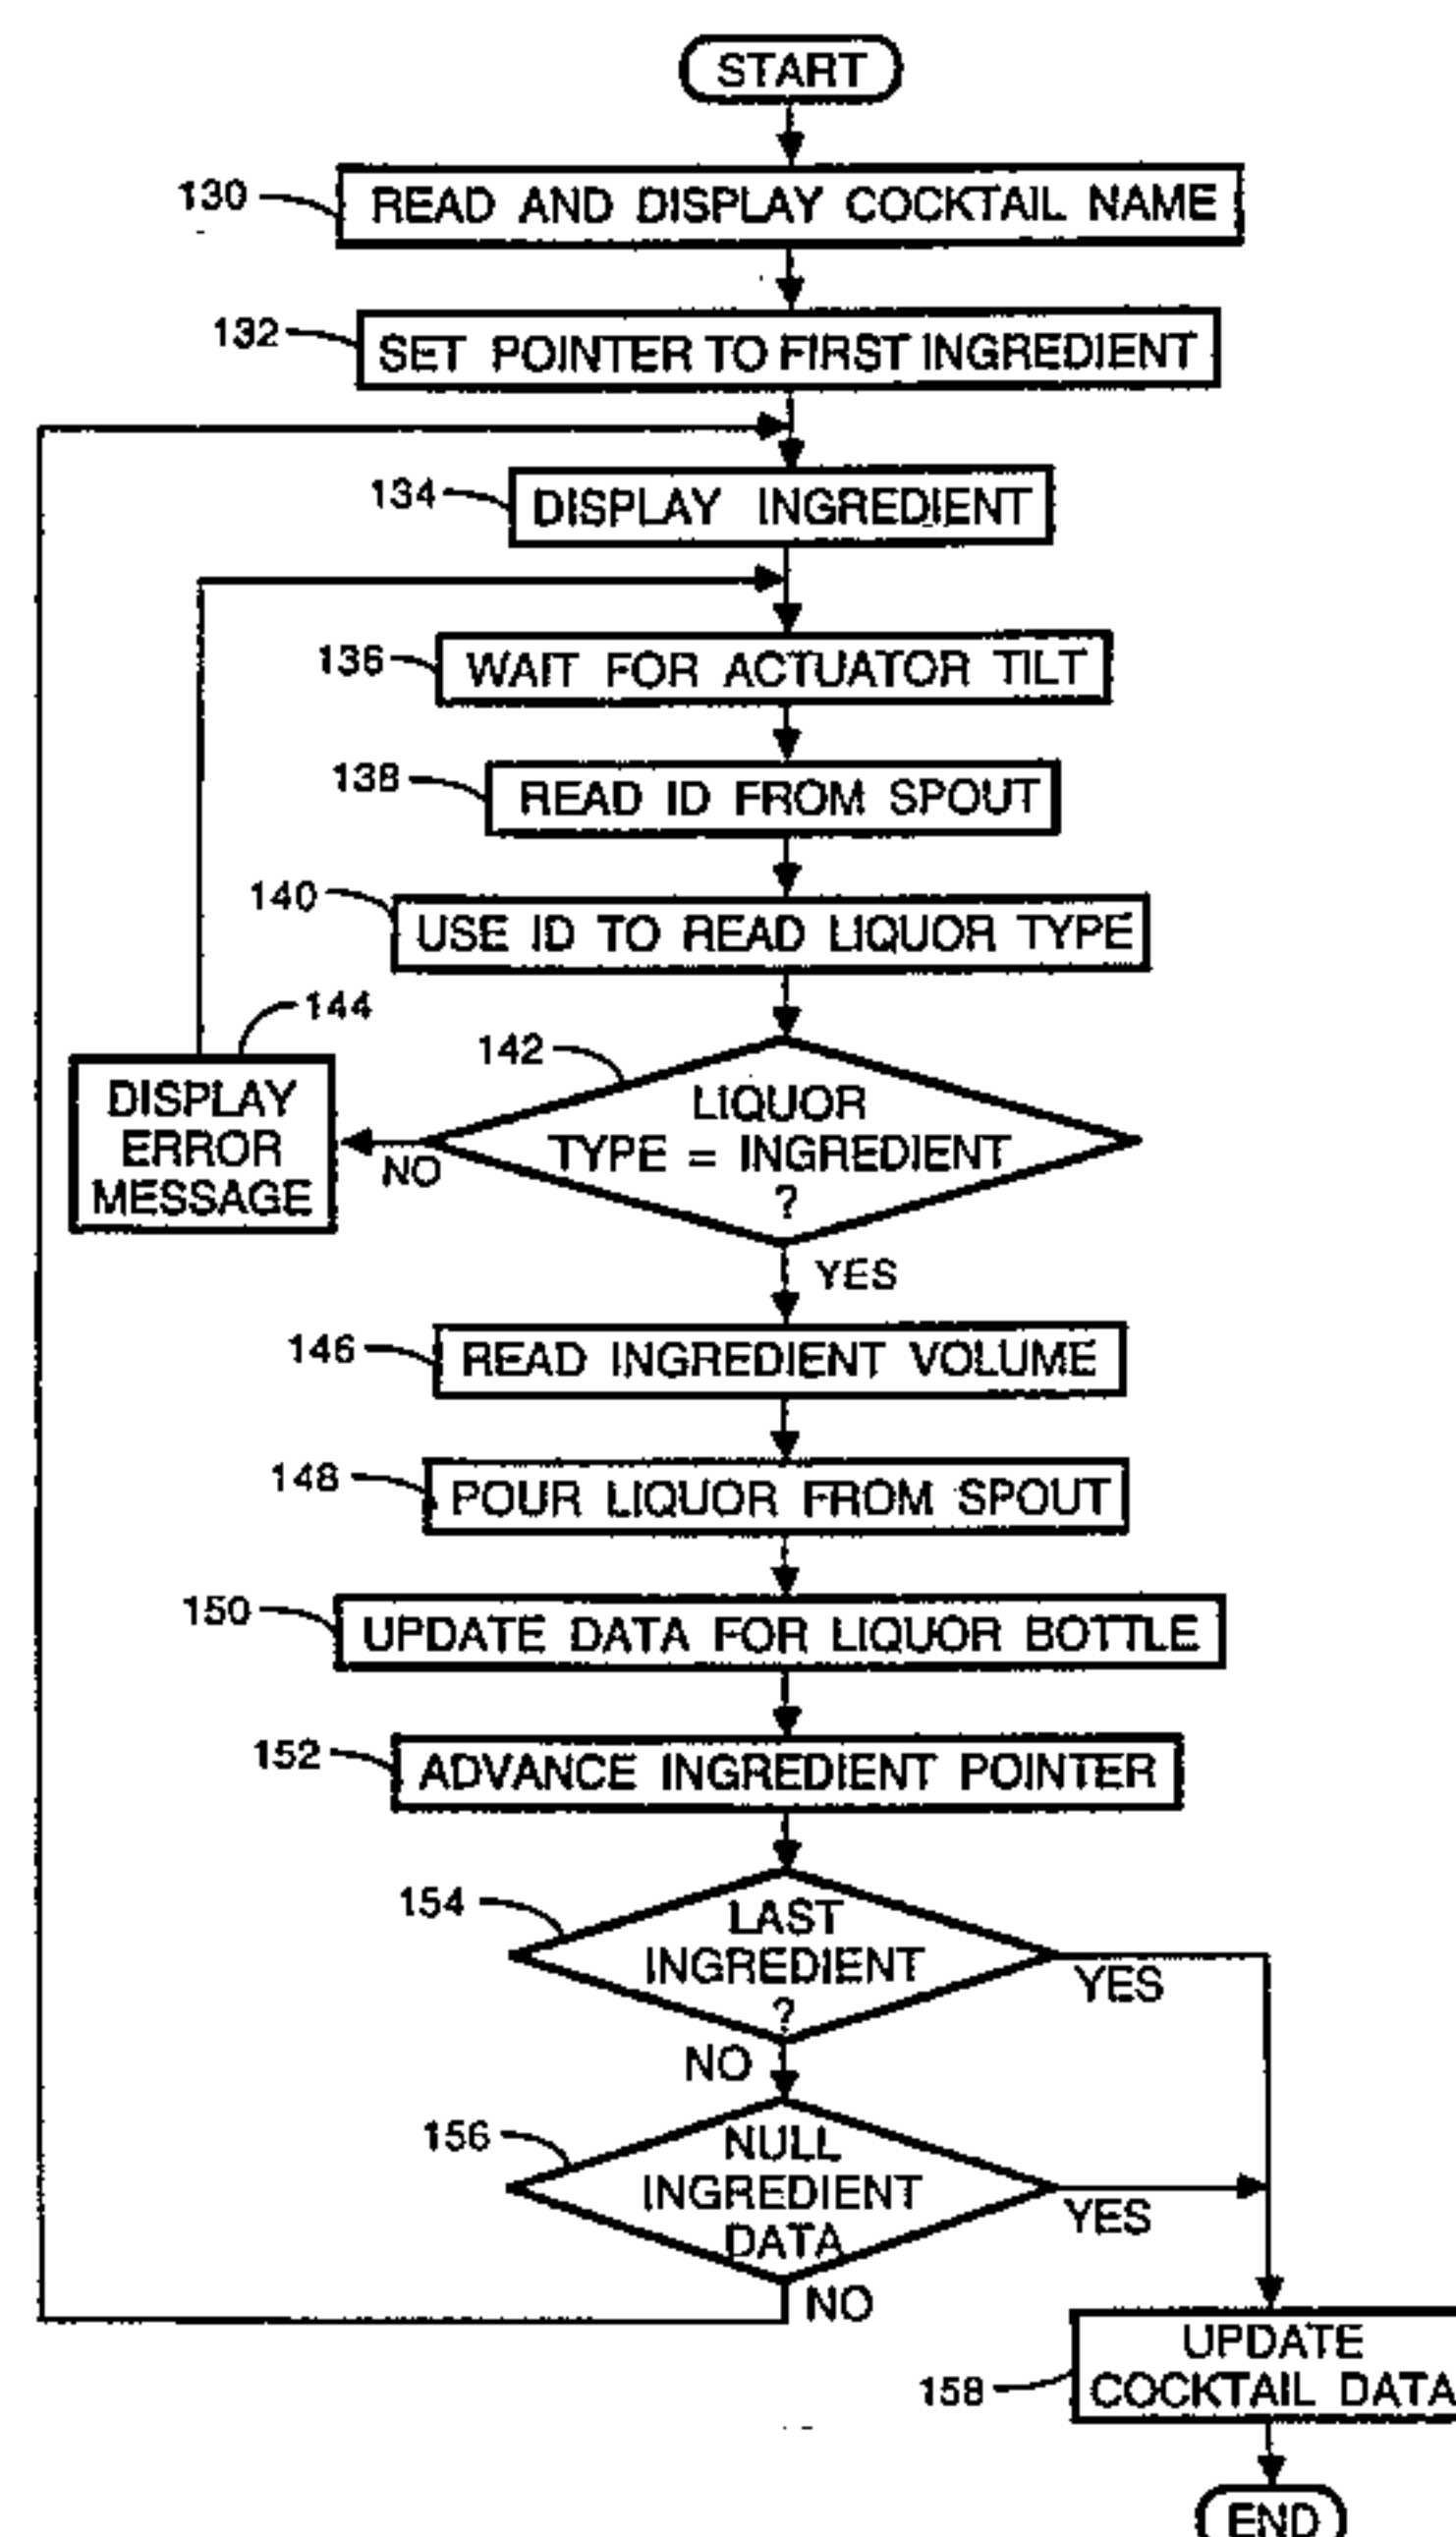 START
130
READ AND DISPLAY COCKTAIL NAME
132
SET POINTER TO FIRST INGREDIENT
134
DISPLAY INGREDIENT
136
WAIT FOR ACTUATOR TILT
138
READ ID FROM SPOUT
140
USE ID TO READ LIQUOR TYPE
144
DISPLAY
ERROR
MESSAGE
142
LIQUOR
TYPE = INGREDIENT
?
NO
YES
146
READ INGREDIENT VOLUME
148
POUR LIQUOR FROM SPOUT
150
UPDATE DATA FOR LIQUOR BOTTLE
152
ADVANCE INGREDIENT POINTER
154
LAST
INGREDIENT
?
YES
NO
156
NULL
INGREDIENT
DATA
YES
NO
158
UPDATE
COCKTAIL DATA
END